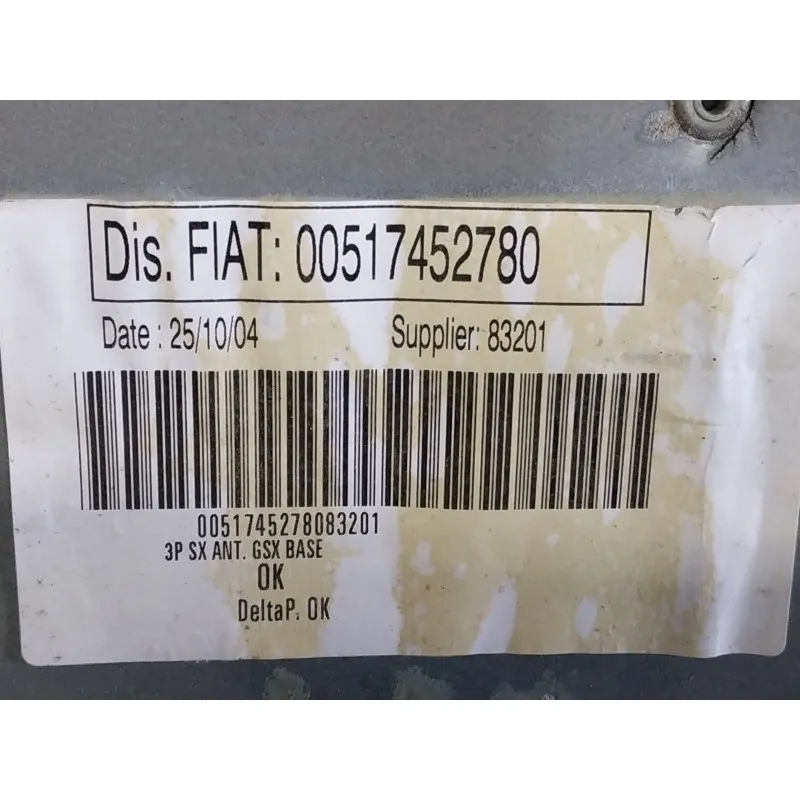 Dis. FIAT: 00517452780
Date : 25/10/04 Supplier: 83201
0051745278083201
3P SX ANT. GSX BASE
OK
DeltaP. OK